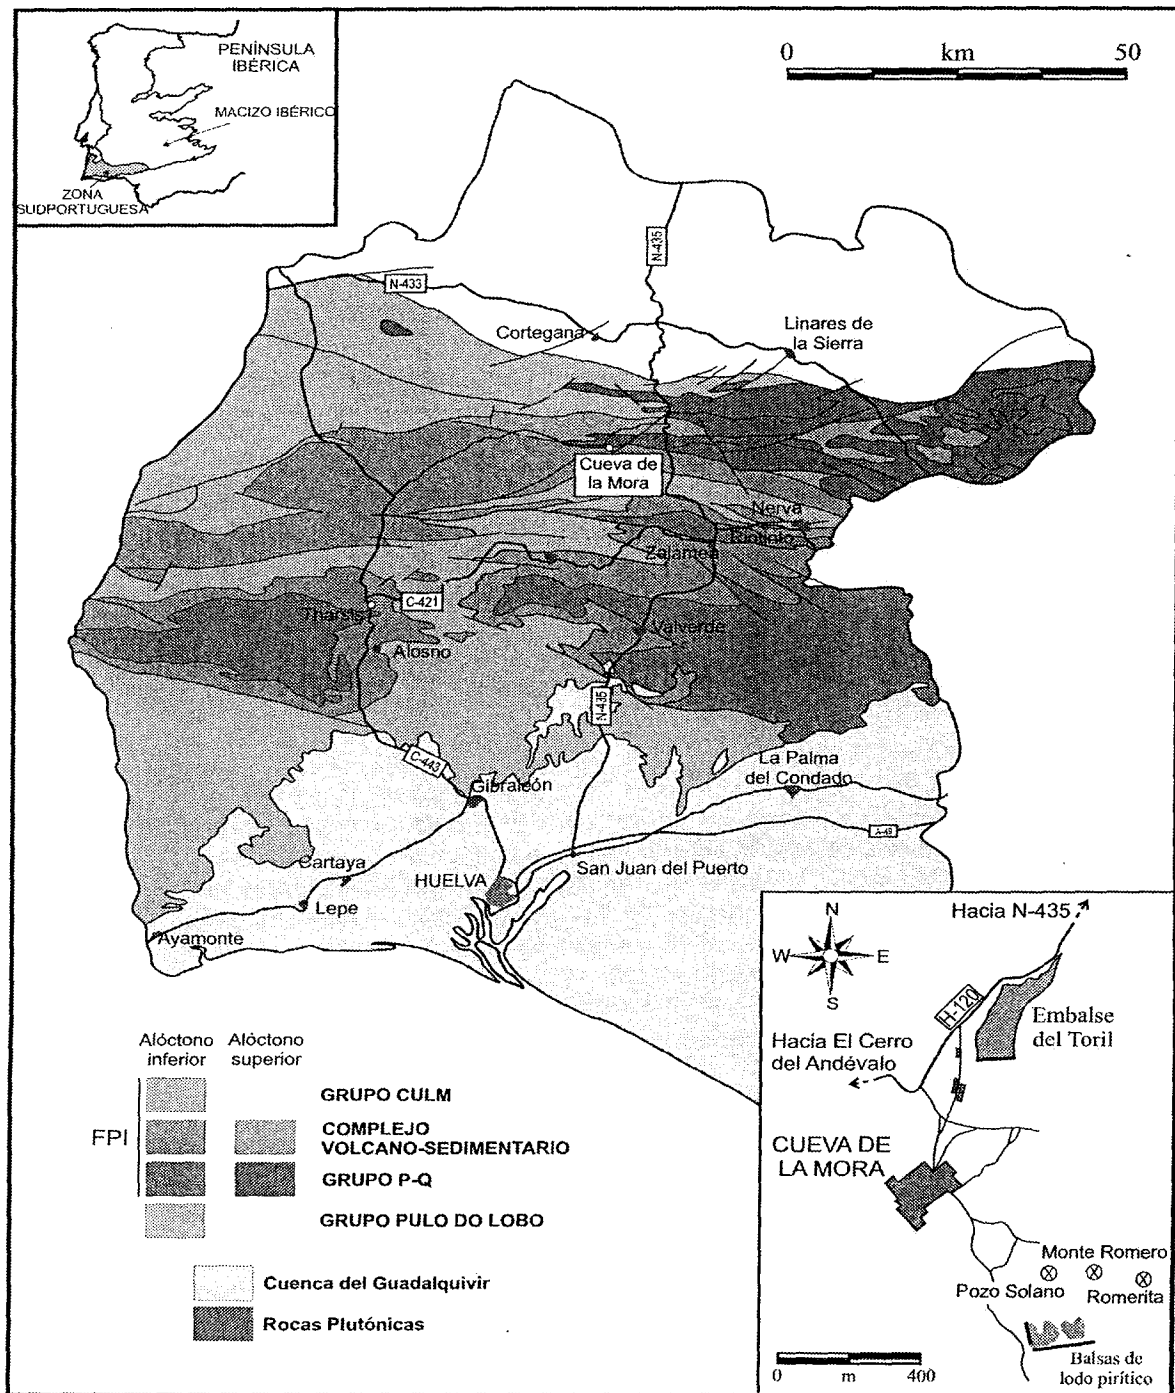 PENÍNSULA
IBÉRICA
MACIZO IBÉRICO
ZONA
SUDPORTUGUESA
0 km 50
N-435
N-433
Cortegana
Linares de
la Sierra
Cueva de
la Mora
Nerva
Riotinto
Zalamea
C-421
Tharsis
Valverde
Alosno
N-435
C-443
La Palma
del Condado
Gibraleón
A-49
Cartaya
HUELVA
San Juan del Puerto
Lepe
Ayamonte
Alóctono
inferior
Alóctono
superior
FPI
GRUPO CULM
COMPLEJO
VOLCANO-SEDIMENTARIO
GRUPO P-Q
GRUPO PULO DO LOBO
Cuenca del Guadalquivir
Rocas Plutónicas
Hacia N-435
N
W E
S
H-120
Embalse
del Toril
Hacia El Cerro
del Andévalo
CUEVA DE
LA MORA
Monte Romero
Pozo Solano
Romerita
0 m 400
Balsas de
lodo pirítico